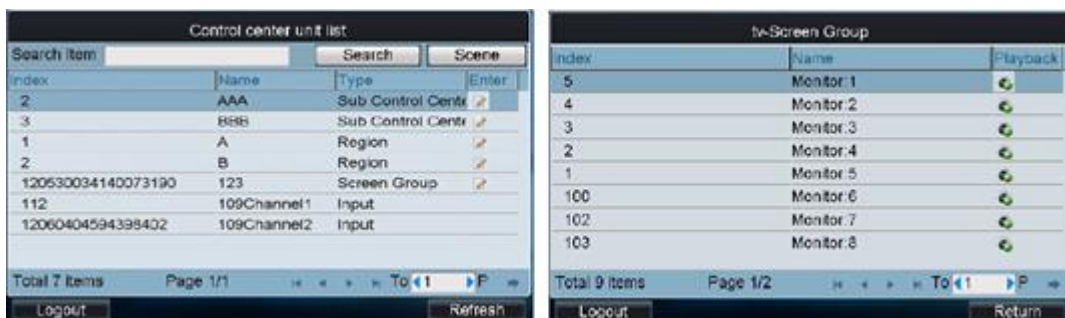 Control center unit list
Search Item Search Scene
Index Name Type Enter
2 AAA Sub Control Cente
3 BBB Sub Control Cente
1 A Region
2 B Region
120530034140073190 123 Screen Group
112 109Channel1 Input
12060404594398402 109Channel2 Input
Total 7 Items Page 1/1 To 1 P
Logout Refresh
tv-Screen Group
Index Name Playback
5 Monitor:1
4 Monitor:2
3 Monitor:3
2 Monitor:4
1 Monitor:5
100 Monitor:6
102 Monitor:7
103 Monitor:8
Total 9 Items Page 1/2 To 1 P
Logout Return